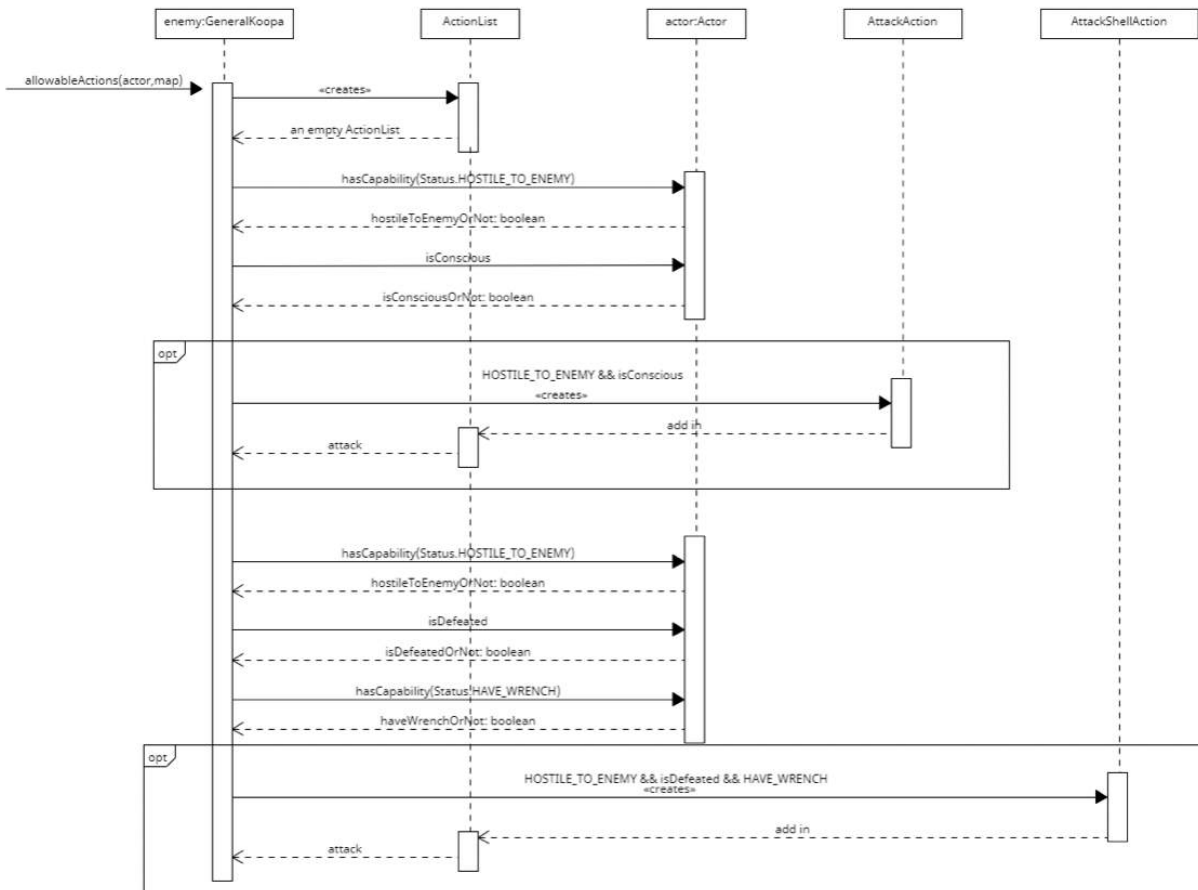 enemy:GeneralKoopa
ActionList
actor:Actor
AttackAction
AttackShellAction
allowableActions(actor,map)
«creates»
an empty ActionList
hasCapability(Status.HOSTILE_TO_ENEMY)
hostileToEnemyOrNot: boolean
isConscious
isConsciousOrNot: boolean
opt
HOSTILE_TO_ENEMY && isConscious
«creates»
add in
attack
hasCapability(Status.HOSTILE_TO_ENEMY)
hostileToEnemyOrNot: boolean
isDefeated
isDefeatedOrNot: boolean
hasCapability(Status.HAVE_WRENCH)
haveWrenchOrNot: boolean
opt
HOSTILE_TO_ENEMY && isDefeated && HAVE_WRENCH
«creates»
add in
attack